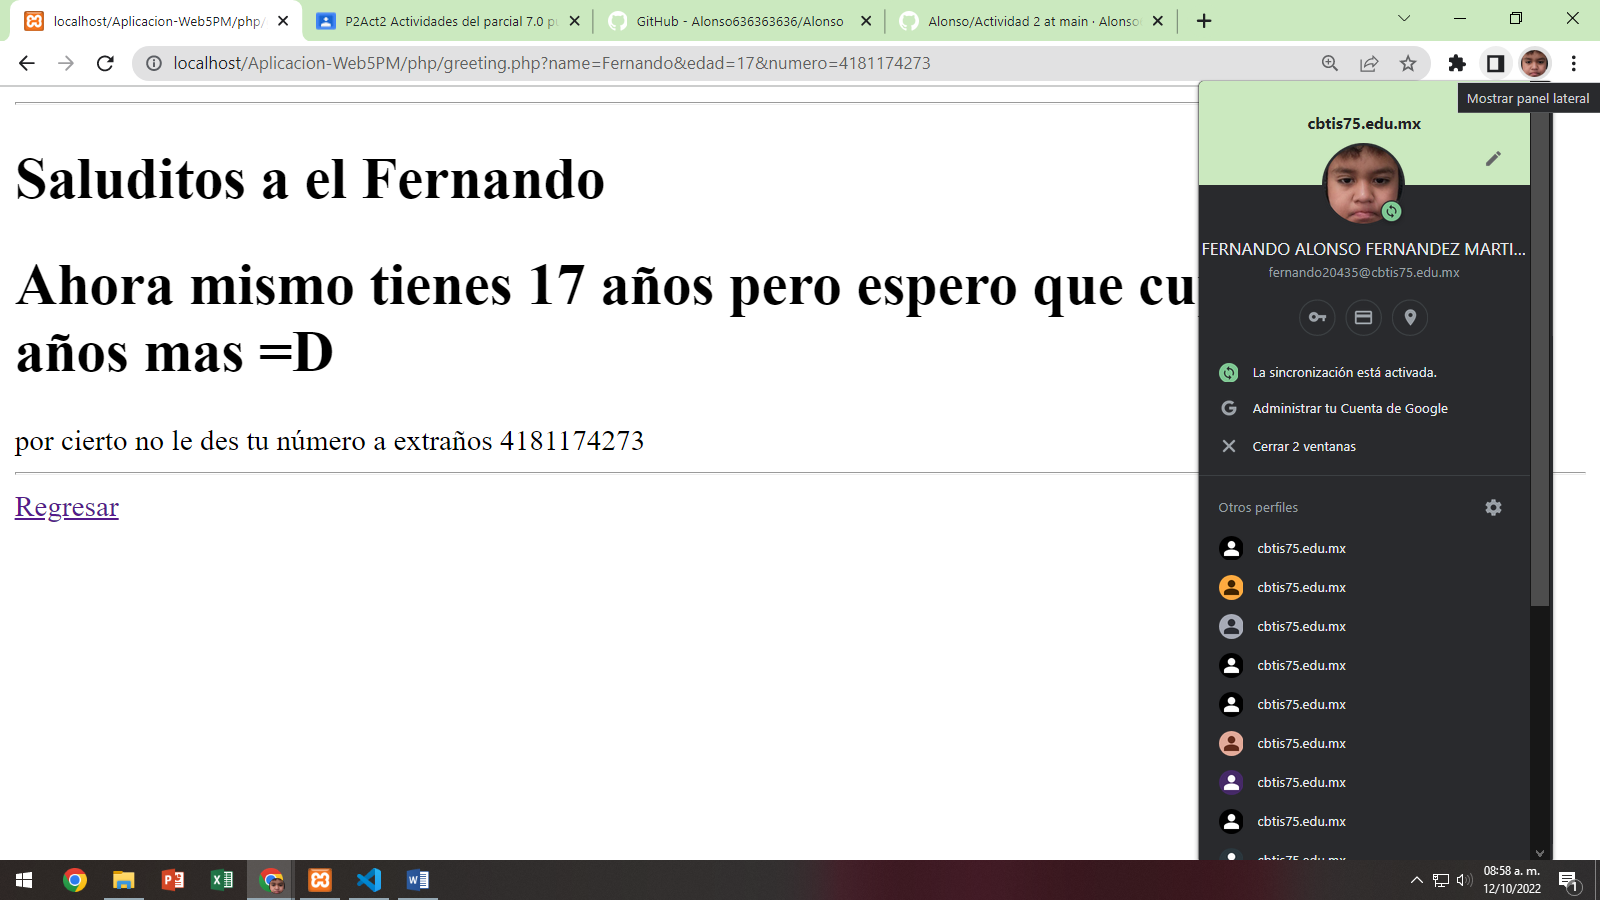 localhost/Aplicacion-Web5PM/php/
P2Act2 Actividades del parcial 7.0 pu
GitHub - Alonso636363636/Alonso
Alonso/Actividad 2 at main · Alonso
localhost/Aplicacion-Web5PM/php/greeting.php?name=Fernando&edad=17&numero=4181174273
Mostrar panel lateral
Saluditos a el Fernando
Ahora mismo tienes 17 años pero espero que
años mas =D
por cierto no le des tu número a extraños 4181174273
Regresar
cbtis75.edu.mx
FERNANDO ALONSO FERNANDEZ MARTI...
fernando20435@cbtis75.edu.mx
La sincronización está activada.
Administrar tu Cuenta de Google
Cerrar 2 ventanas
Otros perfiles
cbtis75.edu.mx
cbtis75.edu.mx
cbtis75.edu.mx
cbtis75.edu.mx
cbtis75.edu.mx
cbtis75.edu.mx
cbtis75.edu.mx
cbtis75.edu.mx
cbtis75.edu.mx
08:58 a. m.
12/10/2022
1